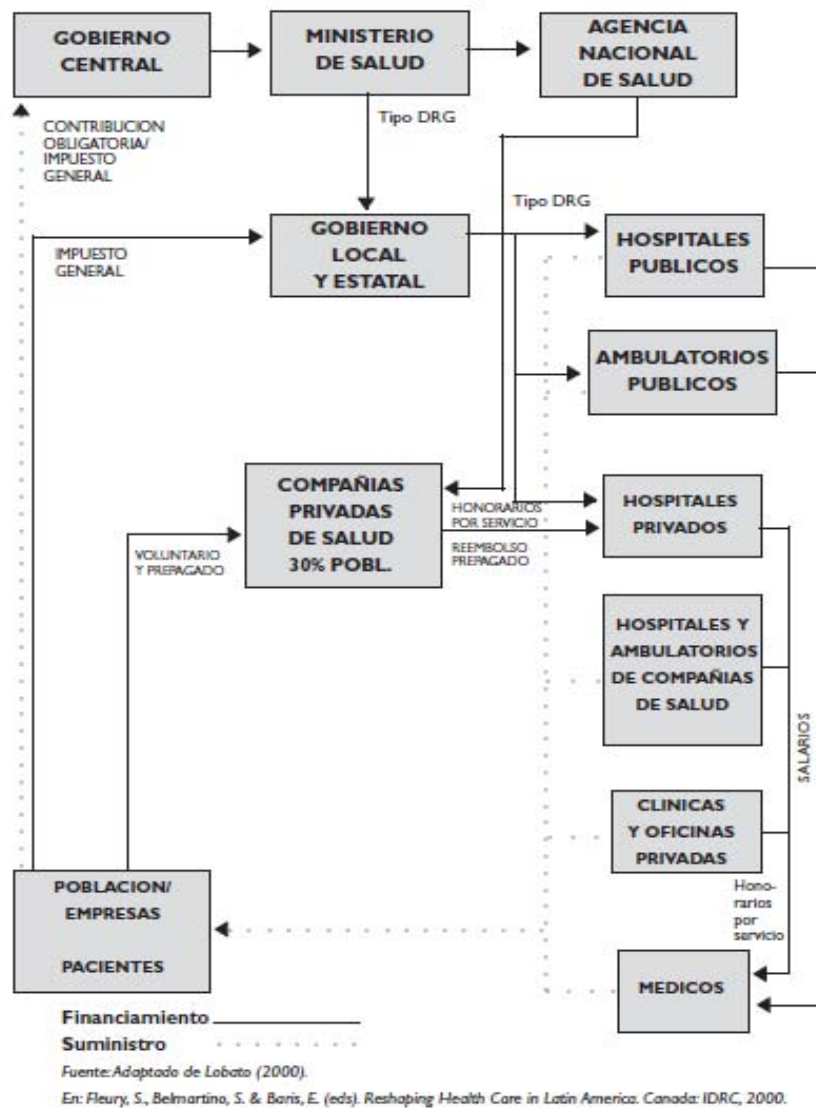 GOBIERNO
CENTRAL
MINISTERIO
DE SALUD
AGENCIA
NACIONAL
DE SALUD
CONTRIBUCION
OBLIGATORIA/
IMPUESTO
GENERAL
Tipo DRG
Tipo DRG
IMPUESTO
GENERAL
GOBIERNO
LOCAL
Y ESTATAL
HOSPITALES
PUBLICOS
AMBULATORIOS
PUBLICOS
COMPAÑIAS
PRIVADAS
DE SALUD
30% POBL.
VOLUNTARIO
Y PREPAGADO
HONORARIOS
POR SERVICIO
REEMBOLSO
PREPAGADO
HOSPITALES
PRIVADOS
HOSPITALES Y
AMBULATORIOS
DE COMPAÑIAS
DE SALUD
SALARIOS
CLINICAS
Y OFICINAS
PRIVADAS
Hono-
rarios
por
servicio
POBLACION/
EMPRESAS
PACIENTES
MEDICOS
Financiamiento
Suministro
Fuente: Adaptado de Lobato (2000).
En: Fleury, S., Belmartino, S. & Baris, E. (eds). Reshaping Health Care in Latin America. Canada: IDRC, 2000.